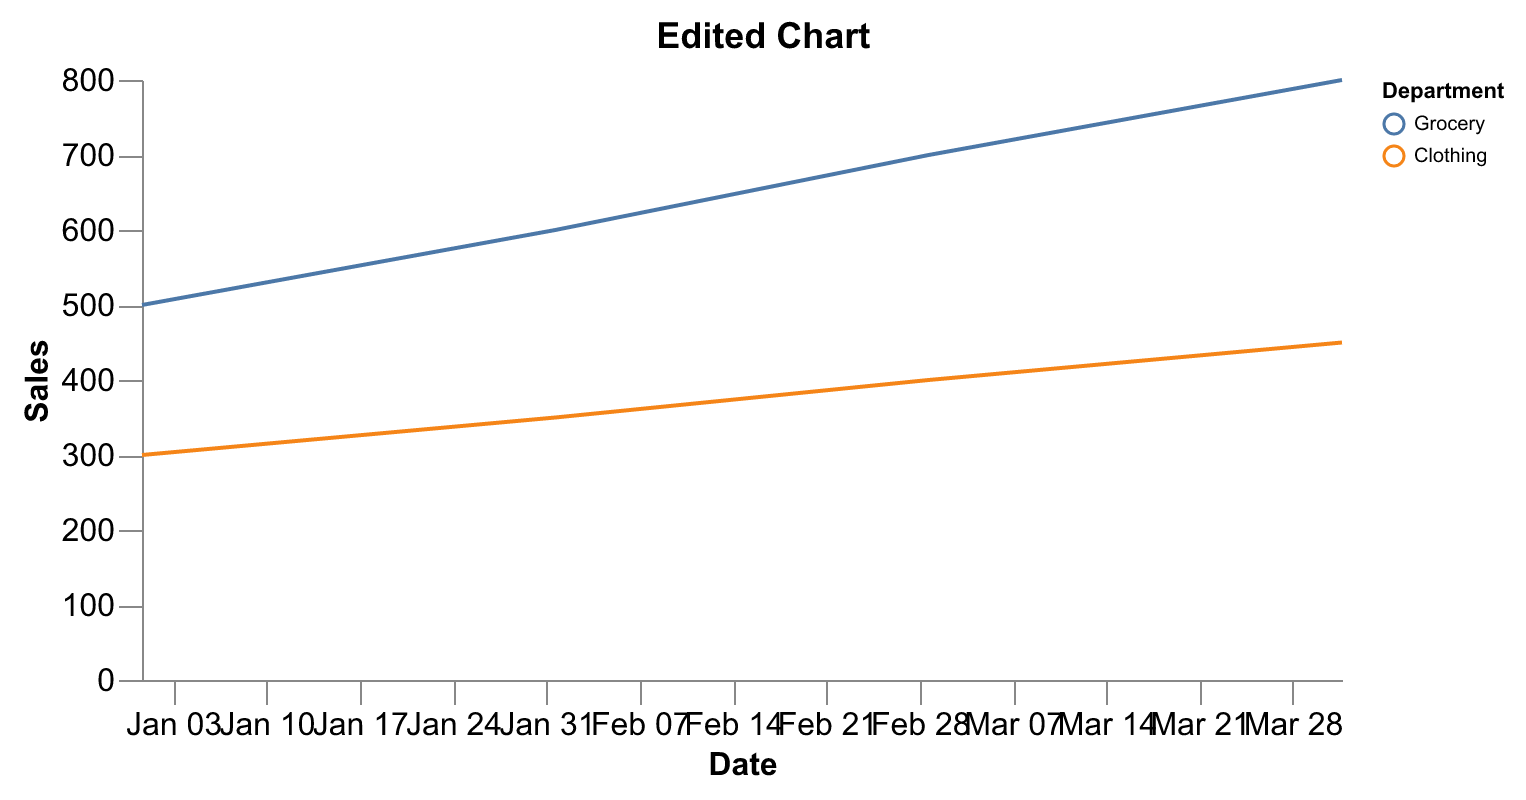 Edited Chart
800
700
600
500
400
300
200
100
0
Sales
Jan 03 Jan 10 Jan 17 Jan 24 Jan 31 Feb 07 Feb 14 Feb 21 Feb 28 Mar 07 Mar 14 Mar 21 Mar 28
Date
Department
Grocery
Clothing